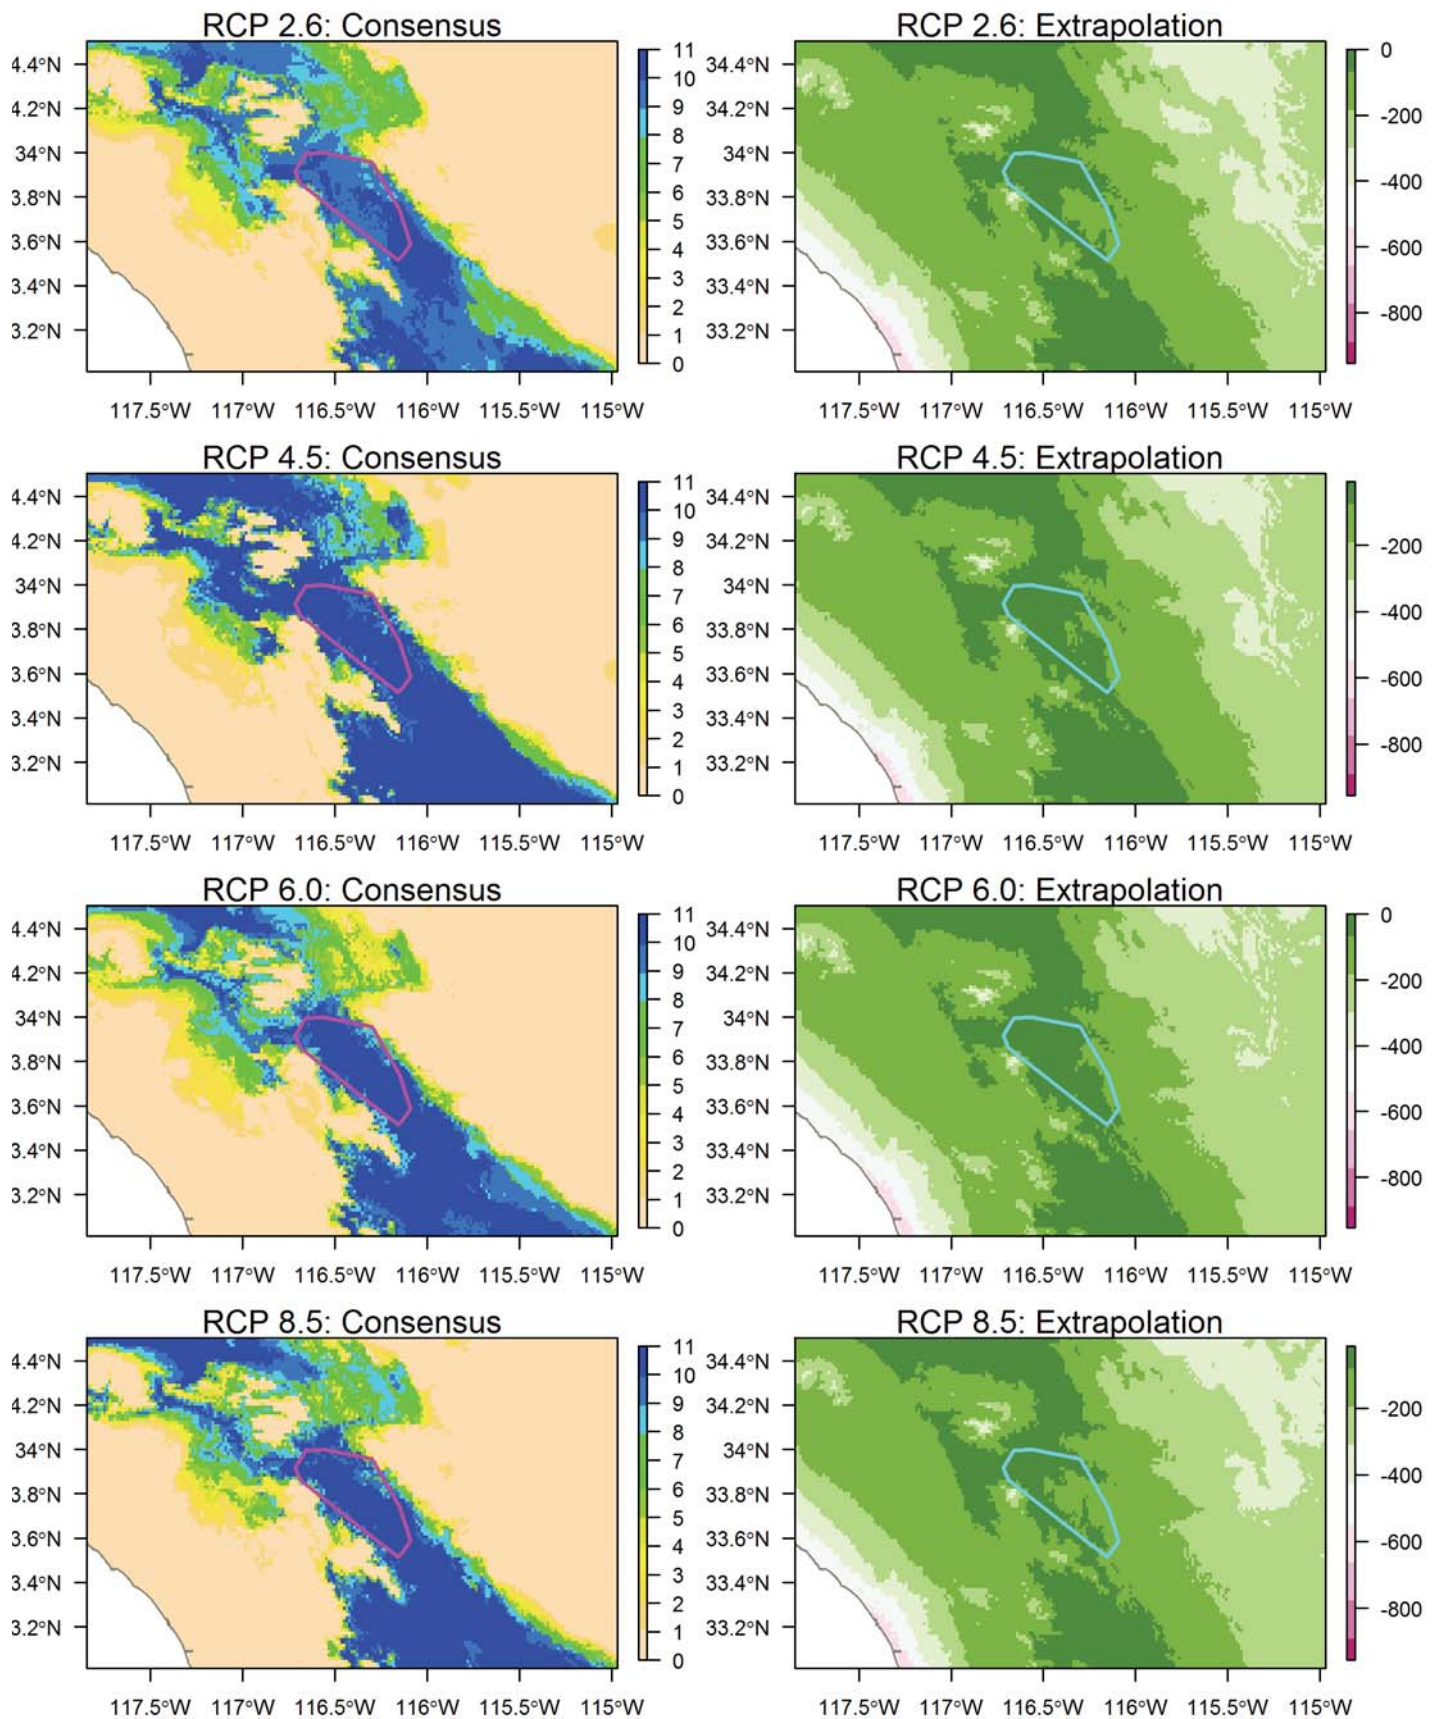 RCP 2.6: Consensus
4.4°N
4.2°N
34°N
3.8°N
3.6°N
3.4°N
3.2°N
117.5°W 117°W 116.5°W 116°W 115.5°W 115°W
11
10
9
8
7
6
5
4
3
2
1
0
RCP 2.6: Extrapolation
34.4°N
34.2°N
34°N
33.8°N
33.6°N
33.4°N
33.2°N
117.5°W 117°W 116.5°W 116°W 115.5°W 115°W
0
-200
-400
-600
-800
RCP 4.5: Consensus
4.4°N
4.2°N
34°N
3.8°N
3.6°N
3.4°N
3.2°N
117.5°W 117°W 116.5°W 116°W 115.5°W 115°W
11
10
9
8
7
6
5
4
3
2
1
0
RCP 4.5: Extrapolation
34.4°N
34.2°N
34°N
33.8°N
33.6°N
33.4°N
33.2°N
117.5°W 117°W 116.5°W 116°W 115.5°W 115°W
-200
-400
-600
-800
RCP 6.0: Consensus
4.4°N
4.2°N
34°N
3.8°N
3.6°N
3.4°N
3.2°N
117.5°W 117°W 116.5°W 116°W 115.5°W 115°W
11
10
9
8
7
6
5
4
3
2
1
0
RCP 6.0: Extrapolation
34.4°N
34.2°N
34°N
33.8°N
33.6°N
33.4°N
33.2°N
117.5°W 117°W 116.5°W 116°W 115.5°W 115°W
0
-200
-400
-600
-800
RCP 8.5: Consensus
4.4°N
4.2°N
34°N
3.8°N
3.6°N
3.4°N
3.2°N
117.5°W 117°W 116.5°W 116°W 115.5°W 115°W
11
10
9
8
7
6
5
4
3
2
1
0
RCP 8.5: Extrapolation
34.4°N
34.2°N
34°N
33.8°N
33.6°N
33.4°N
33.2°N
117.5°W 117°W 116.5°W 116°W 115.5°W 115°W
-200
-400
-600
-800